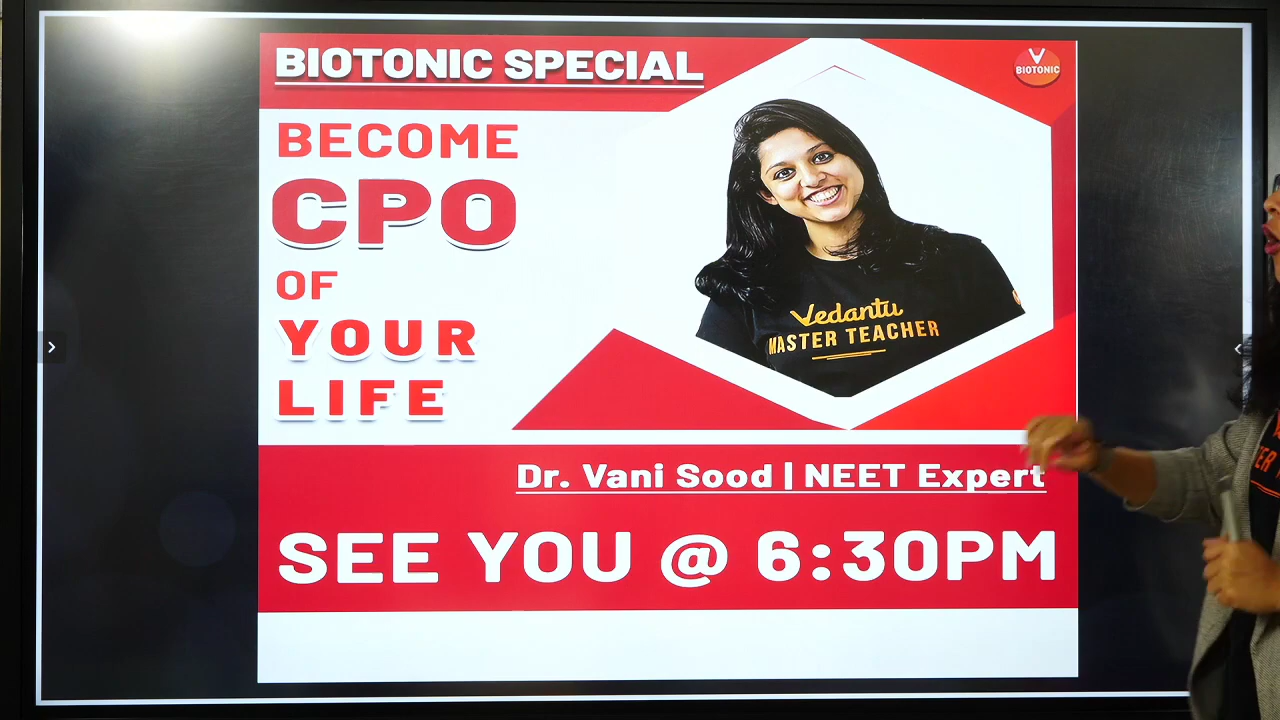 BIOTONIC SPECIAL
V
BIOTONIC
BECOME
CPO
OF
YOUR
LIFE
Vedantu
MASTER TEACHER
Dr. Vani Sood | NEET Expert
SEE YOU @ 6:30PM
ER